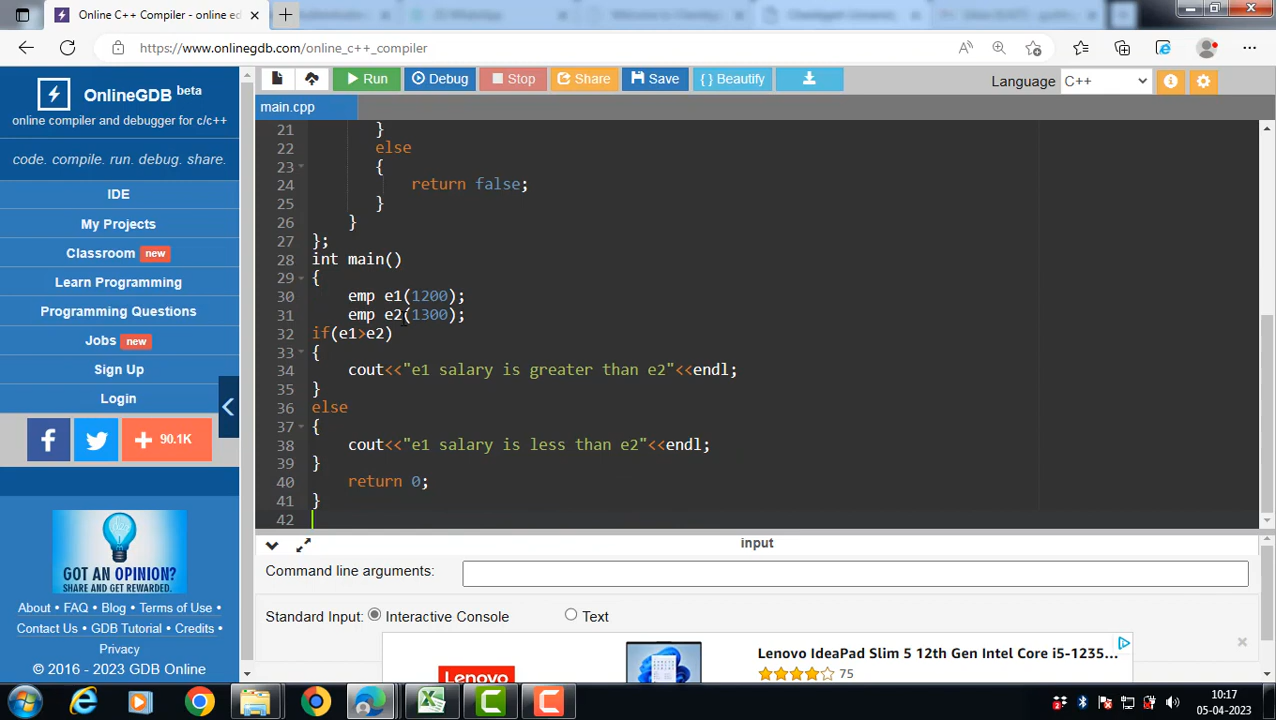 Online C++ Compiler - online ed
https://www.onlinegdb.com/online_c++_compiler
OnlineGDB beta
online compiler and debugger for c/c++
code. compile. run. debug. share.
IDE
My Projects
Classroom new
Learn Programming
Programming Questions
Jobs new
Sign Up
Login
90.1K
GOT AN OPINION?
SHARE AND GET REWARDED.
About • FAQ • Blog • Terms of Use •
Contact Us • GDB Tutorial • Credits •
Privacy
© 2016 - 2023 GDB Online
Run
Debug
Stop
Share
Save
{ } Beautify
Language C++
main.cpp
21 }
22 else
23 {
24 return false;
25 }
26 }
27 };
28 int main()
29 {
30 emp e1(1200);
31 emp e2(1300);
32 if(e1>e2)
33 {
34 cout<<"e1 salary is greater than e2"<<endl;
35 }
36 else
37 {
38 cout<<"e1 salary is less than e2"<<endl;
39 }
40 return 0;
41 }
42
input
Command line arguments:
Standard Input: Interactive Console Text
Lenovo
Lenovo IdeaPad Slim 5 12th Gen Intel Core i5-1235...
75
10:17
05-04-2023